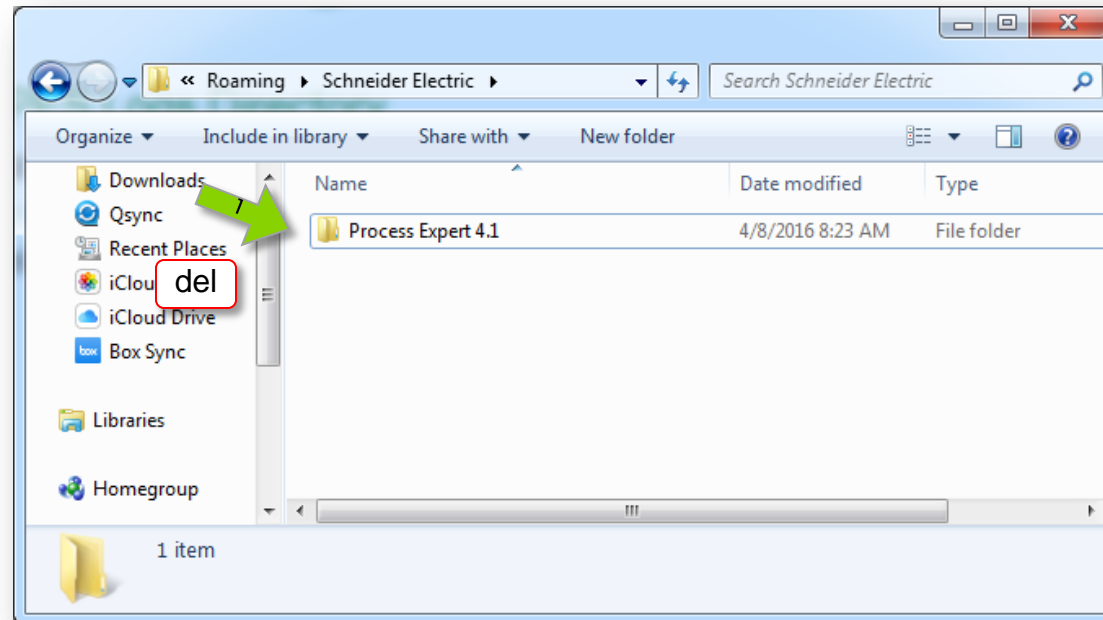 « Roaming ▸ Schneider Electric ▸
Search Schneider Electric
Organize ▾ Include in library ▾ Share with ▾ New folder
Downloads
Qsync
Recent Places
iClou
iCloud Drive
box Box Sync
Libraries
Homegroup
1
del
Name Date modified Type
Process Expert 4.1 4/8/2016 8:23 AM File folder
1 item